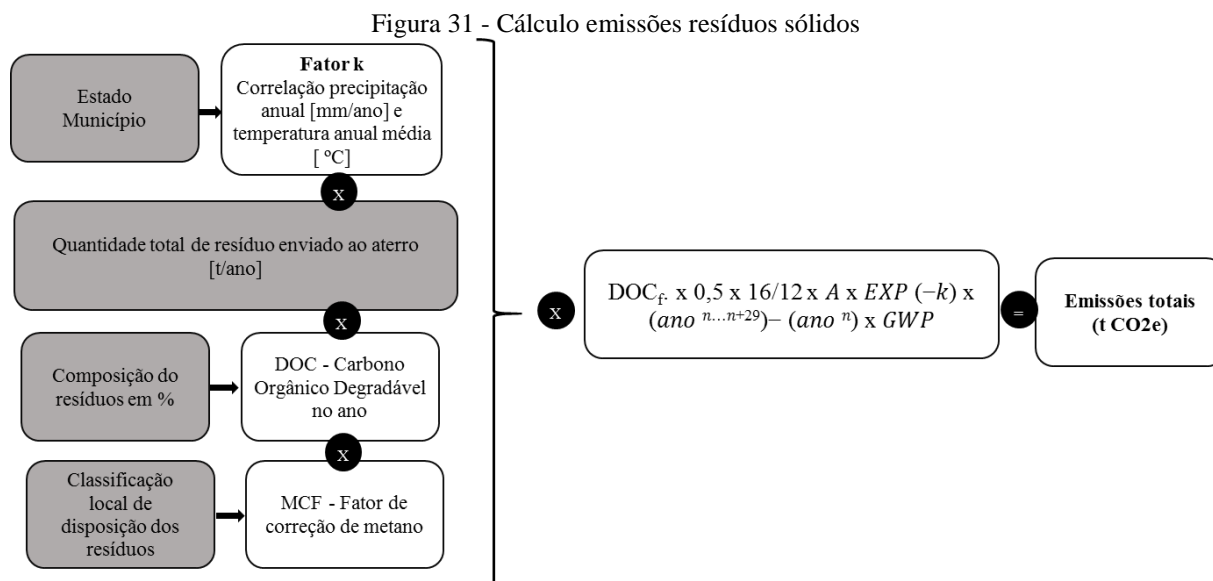 Figura 31 - Cálculo emissões resíduos sólidos
Estado
Município
Fator k
Correlação precipitação
anual [mm/ano] e
temperatura anual média
[ ºC]
x
Quantidade total de resíduo enviado ao aterro
[t/ano]
x
Composição do
resíduos em %
DOC - Carbono
Orgânico Degradável
no ano
x
Classificação
local de
disposição dos
resíduos
MCF - Fator de
correção de metano
x
DOCf. x 0,5 x 16/12 x A x EXP (−k) x
(ano n…n+29)− (ano n) x GWP
=
Emissões totais
(t CO2e)